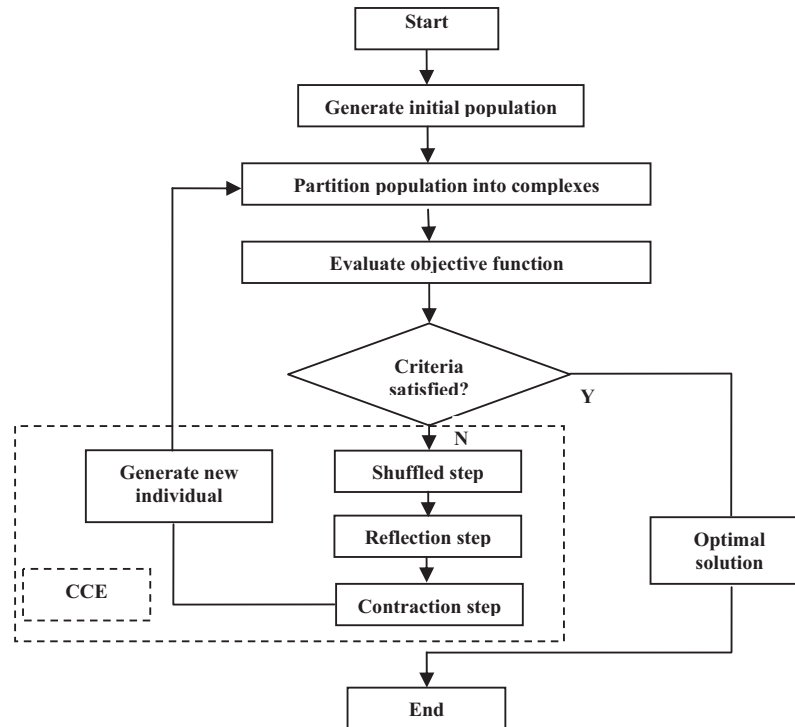 Start
Generate initial population
Partition population into complexes
Evaluate objective function
Criteria
satisfied?
Y
N
Generate new
individual
Shuffled step
Reflection step
Optimal
solution
CCE
Contraction step
End